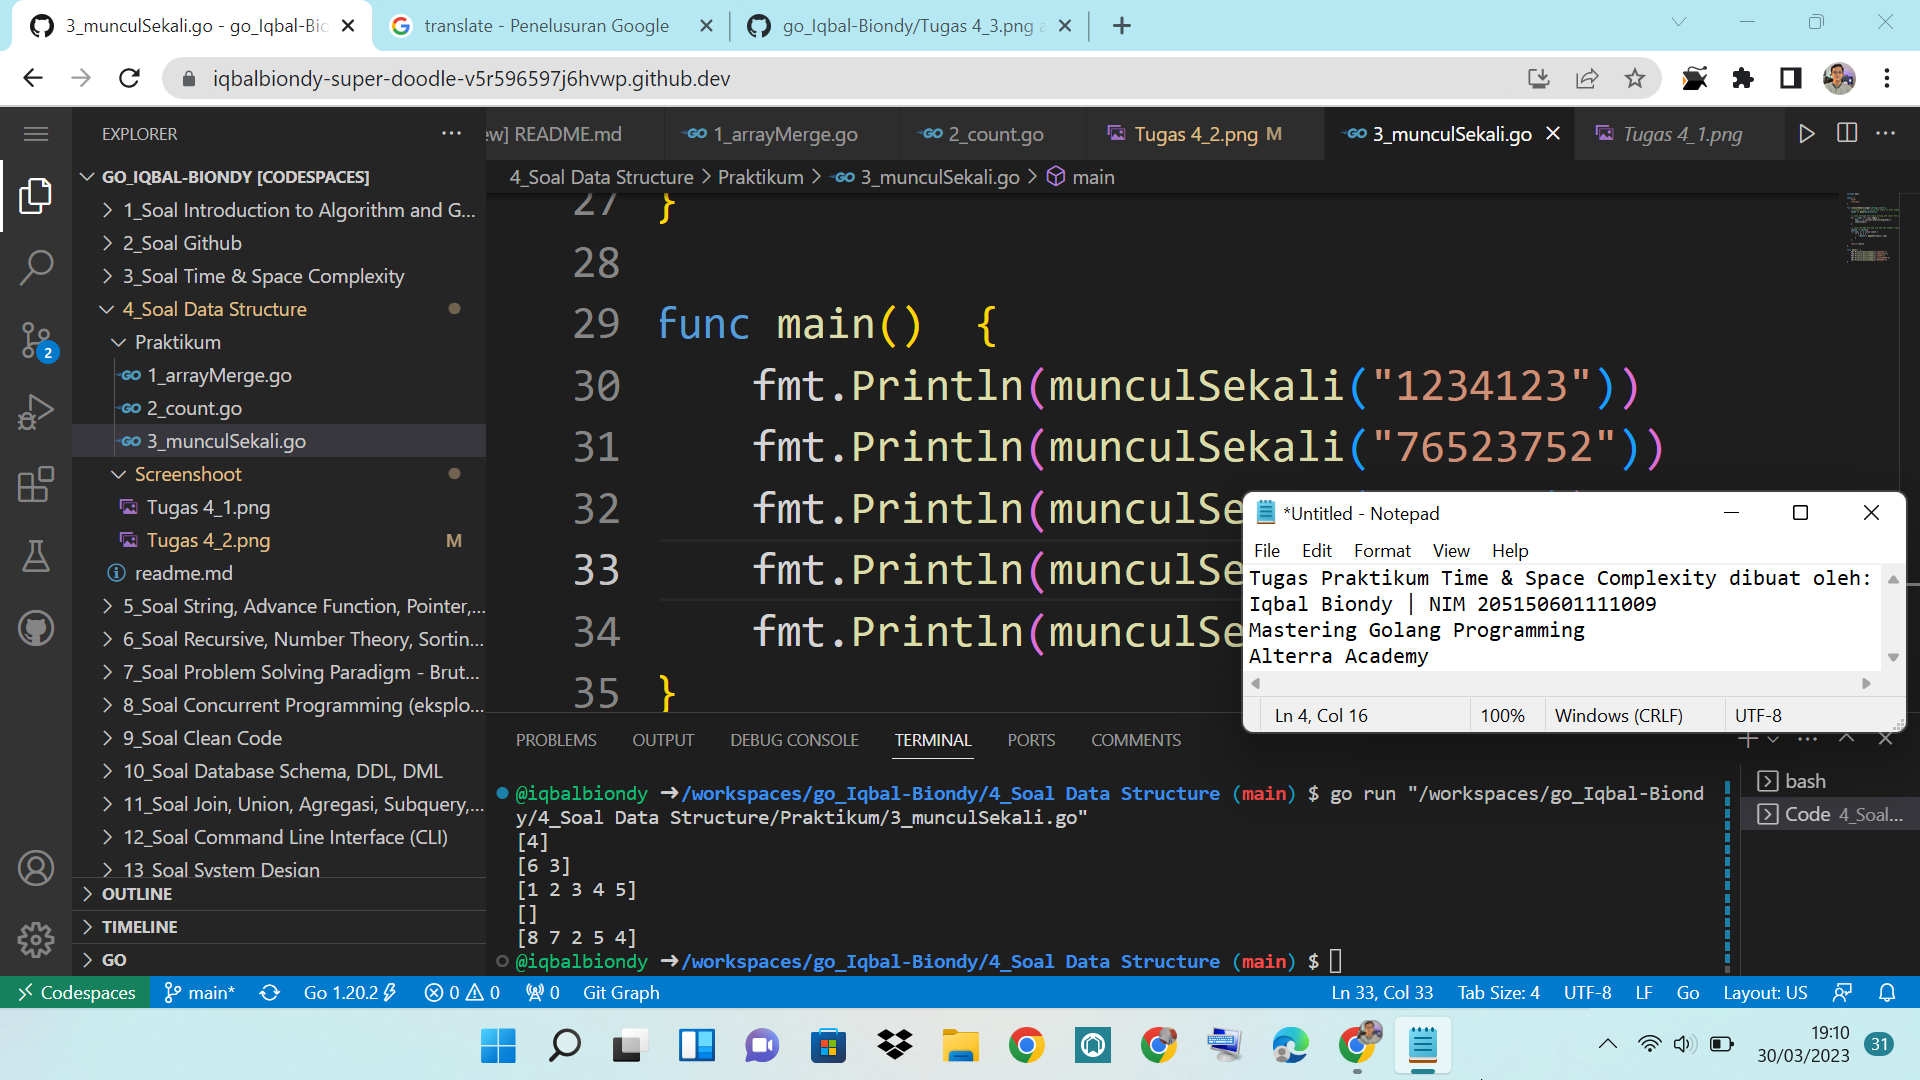 3_munculSekali.go - go_Iqbal-Bio
translate - Penelusuran Google
go_Iqbal-Biondy/Tugas 4_3.png a
iqbalbiondy-super-doodle-v5r596597j6hvwp.github.dev
EXPLORER
ew] README.md
1_arrayMerge.go
2_count.go
Tugas 4_2.png M
3_munculSekali.go
Tugas 4_1.png
4_Soal Data Structure > Praktikum > 3_munculSekali.go > main
GO_IQBAL-BIONDY [CODESPACES]
1_Soal Introduction to Algorithm and G...
2_Soal Github
3_Soal Time & Space Complexity
4_Soal Data Structure
Praktikum
1_arrayMerge.go
2_count.go
3_munculSekali.go
Screenshoot
Tugas 4_1.png
Tugas 4_2.png M
readme.md
5_Soal String, Advance Function, Pointer,...
6_Soal Recursive, Number Theory, Sortin...
7_Soal Problem Solving Paradigm - Brut...
8_Soal Concurrent Programming (eksplo...
9_Soal Clean Code
10_Soal Database Schema, DDL, DML
11_Soal Join, Union, Agregasi, Subquery,...
12_Soal Command Line Interface (CLI)
13_Soal System Design
OUTLINE
TIMELINE
GO
2
27 }
28
29 func main()  {
30 fmt.Println(munculSekali("1234123"))
31 fmt.Println(munculSekali("76523752"))
32 fmt.Println(munculSe
33 fmt.Println(munculSe
34 fmt.Println(munculSe
35 }
*Untitled - Notepad
File Edit Format View Help
Tugas Praktikum Time & Space Complexity dibuat oleh:
Iqbal Biondy | NIM 205150601111009
Mastering Golang Programming
Alterra Academy
Ln 4, Col 16 100% Windows (CRLF) UTF-8
PROBLEMS OUTPUT DEBUG CONSOLE TERMINAL PORTS COMMENTS
@iqbalbiondy ➜/workspaces/go_Iqbal-Biondy/4_Soal Data Structure (main) $ go run "/workspaces/go_Iqbal-Biond
y/4_Soal Data Structure/Praktikum/3_munculSekali.go"
[4]
[6 3]
[1 2 3 4 5]
[]
[8 7 2 5 4]
@iqbalbiondy ➜/workspaces/go_Iqbal-Biondy/4_Soal Data Structure (main) $
bash
Code 4_Soal...
Codespaces main* Go 1.20.2 0 0 0 Git Graph
Ln 33, Col 33 Tab Size: 4 UTF-8 LF Go Layout: US
19:10
30/03/2023
31